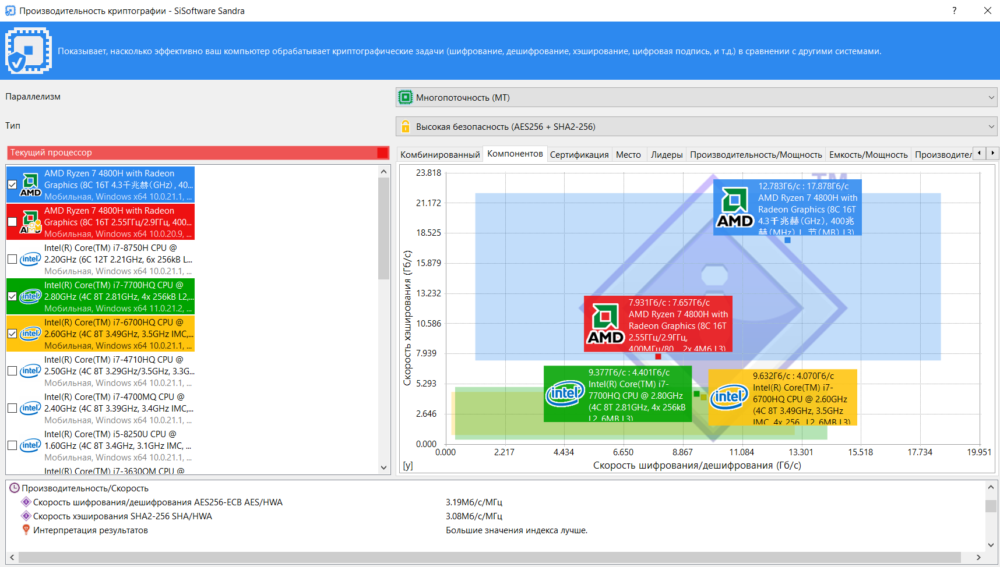 Производительность криптографии - SiSoftware Sandra
?
Показывает, насколько эффективно ваш компьютер обрабатывает криптографические задачи (шифрование, дешифрование, хэширование, цифровая подпись, и т.д.) в сравнении с другими системами.
Параллелизм
Многопоточность (MT)
Тип
Высокая безопасность (AES256 + SHA2-256)
Текущий процессор
AMD Ryzen 7 4800H with Radeon
Graphics (8C 16T 4.3千兆赫(GHz), 40...
Мобильная, Windows x64 10.0.21.1, ...
AMD Ryzen 7 4800H with Radeon
Graphics (8C 16T 2.55ГГц/2.9ГГц, 400...
Мобильная, Windows x64 10.0.20.9, ...
Intel(R) Core(TM) i7-8750H CPU @
2.20GHz (6C 12T 2.21GHz, 6x 256kB L...
Мобильная, Windows x64 10.0.21.1, ...
Intel(R) Core(TM) i7-7700HQ CPU @
2.80GHz (4C 8T 2.81GHz, 4x 256kB L2,...
Мобильная, Windows x64 11.0.21.2, ...
Intel(R) Core(TM) i7-6700HQ CPU @
2.60GHz (4C 8T 3.49GHz, 3.5GHz IMC,...
Мобильная, Windows x64 10.0.21.1, ...
Intel(R) Core(TM) i7-4710HQ CPU @
2.50GHz (4C 8T 3.29GHz/3.5GHz, 3.3G...
Мобильная, Windows x64 10.0.21.1, ...
Intel(R) Core(TM) i7-4700MQ CPU @
2.40GHz (4C 8T 3.39GHz, 3.4GHz IMC,...
Мобильная, Windows x64 10.0.21.1, ...
Intel(R) Core(TM) i5-8250U CPU @
1.60GHz (4C 8T 3.4GHz, 3.1GHz IMC, ...
Мобильная, Windows x64 10.0.21.1, ...
Intel(R) Core(TM) i7-3630QM CPU @
AMD
AMD
intel
intel
intel
intel
intel
intel
Комбинированный
Компонентов
Сертификация
Место
Лидеры
Производительность/Мощность
Емкость/Мощность
Производител
TM
23.818
21.172
18.525
15.879
13.232
10.586
7.939
5.293
2.646
0.000
Скорость хэширования (Гб/с)
12.783Гб/с : 17.878Гб/с
AMD Ryzen 7 4800H with
Radeon Graphics (8C 16T
4.3千兆赫(GHz), 400兆
赫(MHz) L 节(MB) L3)
AMD
7.931Гб/с : 7.657Гб/с
AMD Ryzen 7 4800H with
Radeon Graphics (8C 16T
2.55ГГц/2.9ГГц,
400МГц/80... 2x 4Мб L3)
AMD
9.377Гб/с : 4.401Гб/с
Intel(R) Core(TM) i7-
7700HQ CPU @ 2.80GHz
(4C 8T 2.81GHz, 4x 256kB
L2, 6MB L3)
intel
9.632Гб/с : 4.070Гб/с
Intel(R) Core(TM) i7-
6700HQ CPU @ 2.60GHz
(4C 8T 3.49GHz, 3.5GHz
IMC, 4x 256... L2, 6MB L3)
intel
0.000
2.217
4.434
6.650
8.867
11.084
13.301
15.518
17.734
19.951
[y]
Скорость шифрования/дешифрования (Гб/с)
Производительность/Скорость
Скорость шифрования/дешифрования AES256-ECB AES/HWA
3.19Мб/с/МГц
Скорость хэширования SHA2-256 SHA/HWA
3.08Мб/с/МГц
Интерпретация результатов
Большие значения индекса лучше.